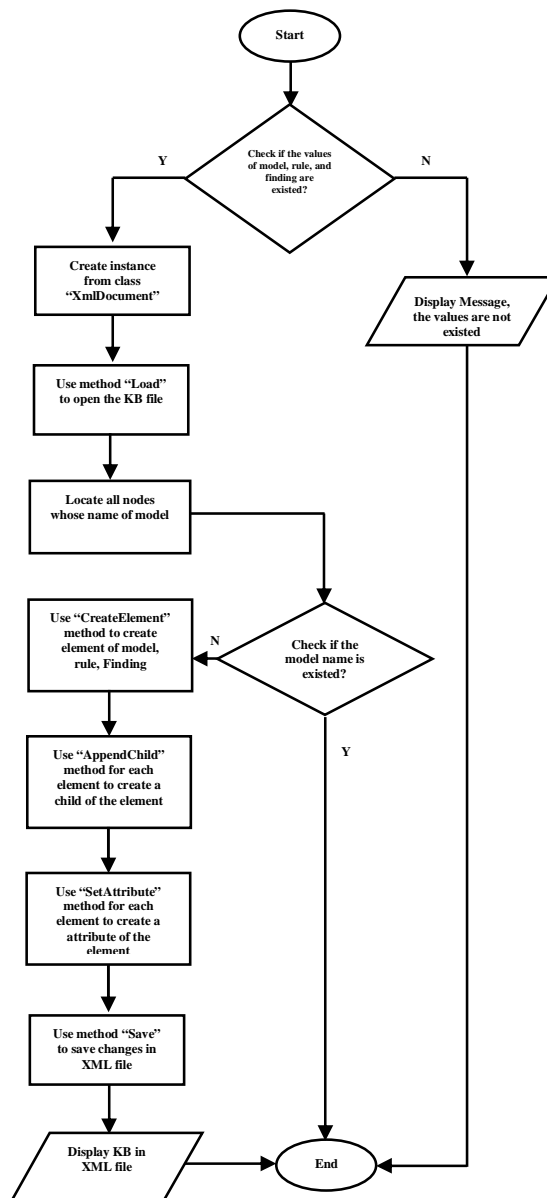 Start
Check if the values
of model, rule, and
finding are
existed?
Y
N
Create instance
from class
“XmlDocument”
Display Message,
the values are not
existed
Use method “Load”
to open the KB file
Locate all nodes
whose name of model
Use “CreateElement”
method to create
element of model,
rule, Finding
N
Check if the
model name is
existed?
Y
Use “AppendChild”
method for each
element to create a
child of the element
Use “SetAttribute”
method for each
element to create a
attribute of the
element
Use method “Save”
to save changes in
XML file
Display KB in
XML file
End